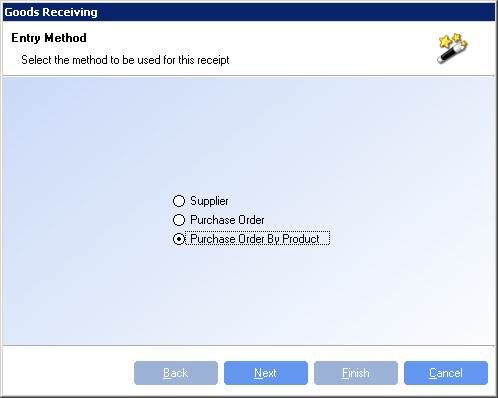 Goods Receiving
Entry Method
Select the method to be used for this receipt
Supplier
Purchase Order
Purchase Order By Product
Back Next Finish Cancel